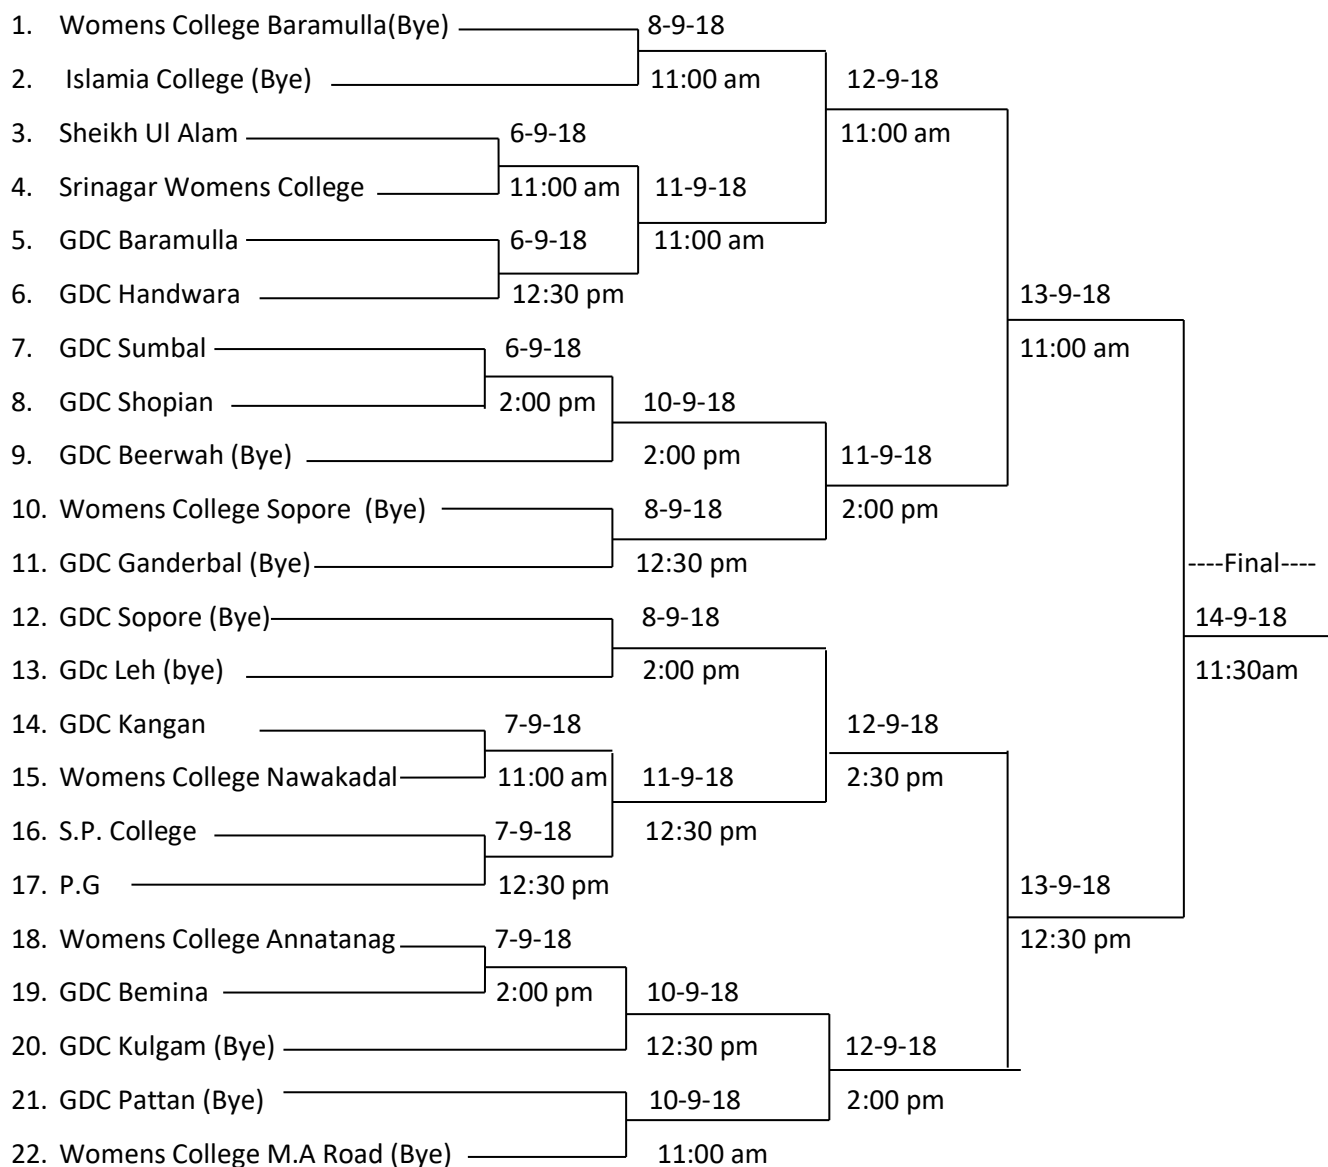 1. Womens College Baramulla(Bye) 8-9-18
2. Islamia College (Bye) 11:00 am 12-9-18
3. Sheikh Ul Alam 6-9-18 11:00 am
4. Srinagar Womens College 11:00 am 11-9-18
5. GDC Baramulla 6-9-18 11:00 am
6. GDC Handwara 12:30 pm 13-9-18
7. GDC Sumbal 6-9-18 11:00 am
8. GDC Shopian 2:00 pm 10-9-18
9. GDC Beerwah (Bye) 2:00 pm 11-9-18
10. Womens College Sopore (Bye) 8-9-18 2:00 pm
11. GDC Ganderbal (Bye) 12:30 pm ----Final----
12. GDC Sopore (Bye) 8-9-18 14-9-18
13. GDc Leh (bye) 2:00 pm 11:30am
14. GDC Kangan 7-9-18 12-9-18
15. Womens College Nawakadal 11:00 am 11-9-18 2:30 pm
16. S.P. College 7-9-18 12:30 pm
17. P.G 12:30 pm 13-9-18
18. Womens College Annatanag 7-9-18 12:30 pm
19. GDC Bemina 2:00 pm 10-9-18
20. GDC Kulgam (Bye) 12:30 pm 12-9-18
21. GDC Pattan (Bye) 10-9-18 2:00 pm
22. Womens College M.A Road (Bye) 11:00 am